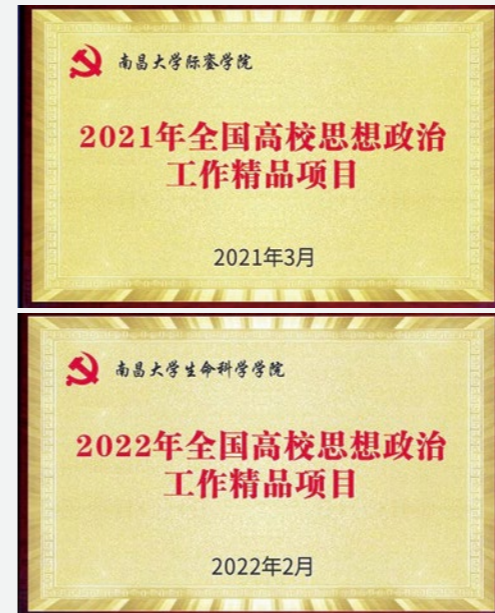 南昌大学际銮学院
2021年全国高校思想政治
工作精品项目
2021年3月
南昌大学生命科学学院
2022年全国高校思想政治
工作精品项目
2022年2月